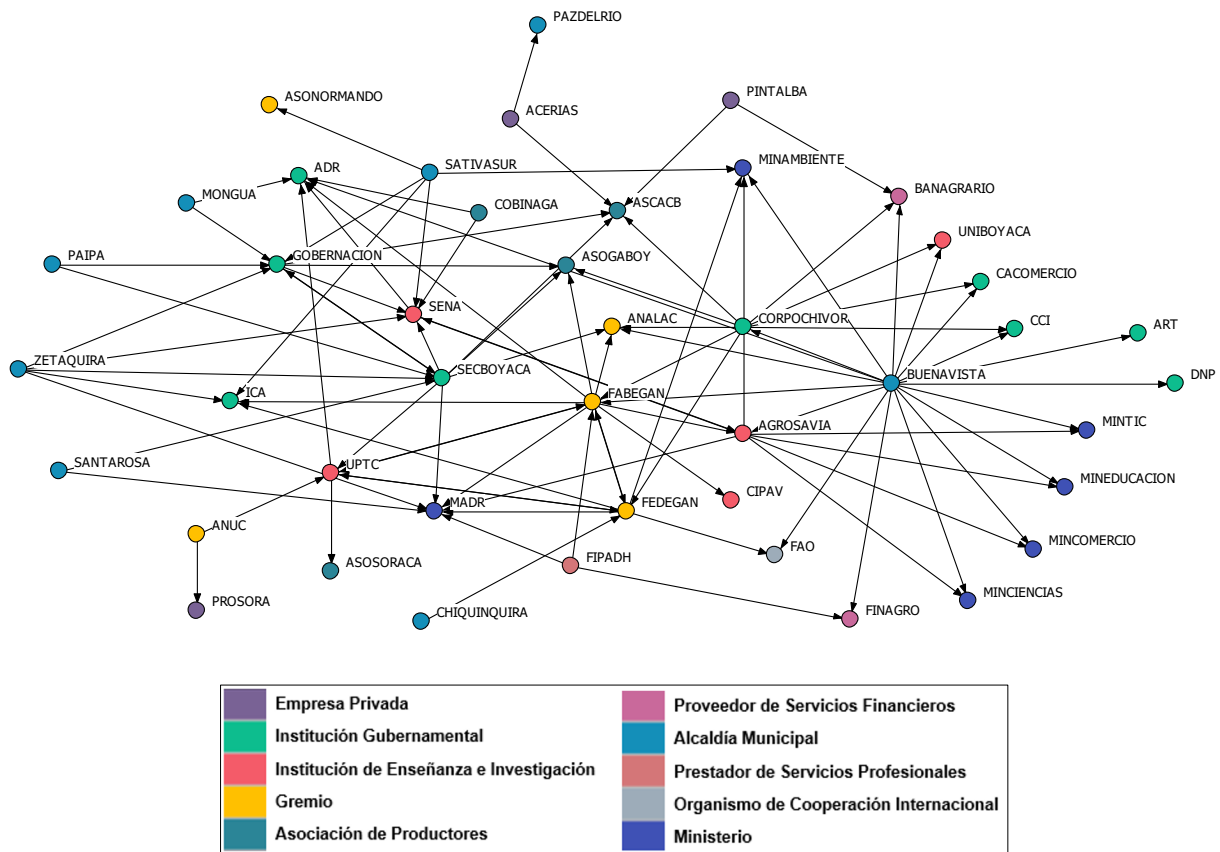 PAZDELRIO
ASONORMANDO
ACERIAS
PINTALBA
ADR
SATIVASUR
MINAMBIENTE
MONGUA
COBINAGA
ASCACB
BANAGRARIO
UNIBOYACA
PAIPA
GOBERNACION
ASOGABOY
CACOMERCIO
SENA
ANALAC
CORPOCHIVOR
CCI
ART
ZETAQUIRA
SECBOYACA
BUENAVISTA
DNP
ICA
FABEGAN
AGROSAVIA
MINTIC
SANTAROSA
UPTC
MINEDUCACION
ANUC
MADR
FEDEGAN
CIPAV
ASOSORACA
FIPADH
FAO
MINCOMERCIO
PROSORA
CHIQUINQUIRA
FINAGRO
MINCIENCIAS
Empresa Privada
Institución Gubernamental
Institución de Enseñanza e Investigación
Gremio
Asociación de Productores
Proveedor de Servicios Financieros
Alcaldía Municipal
Prestador de Servicios Profesionales
Organismo de Cooperación Internacional
Ministerio